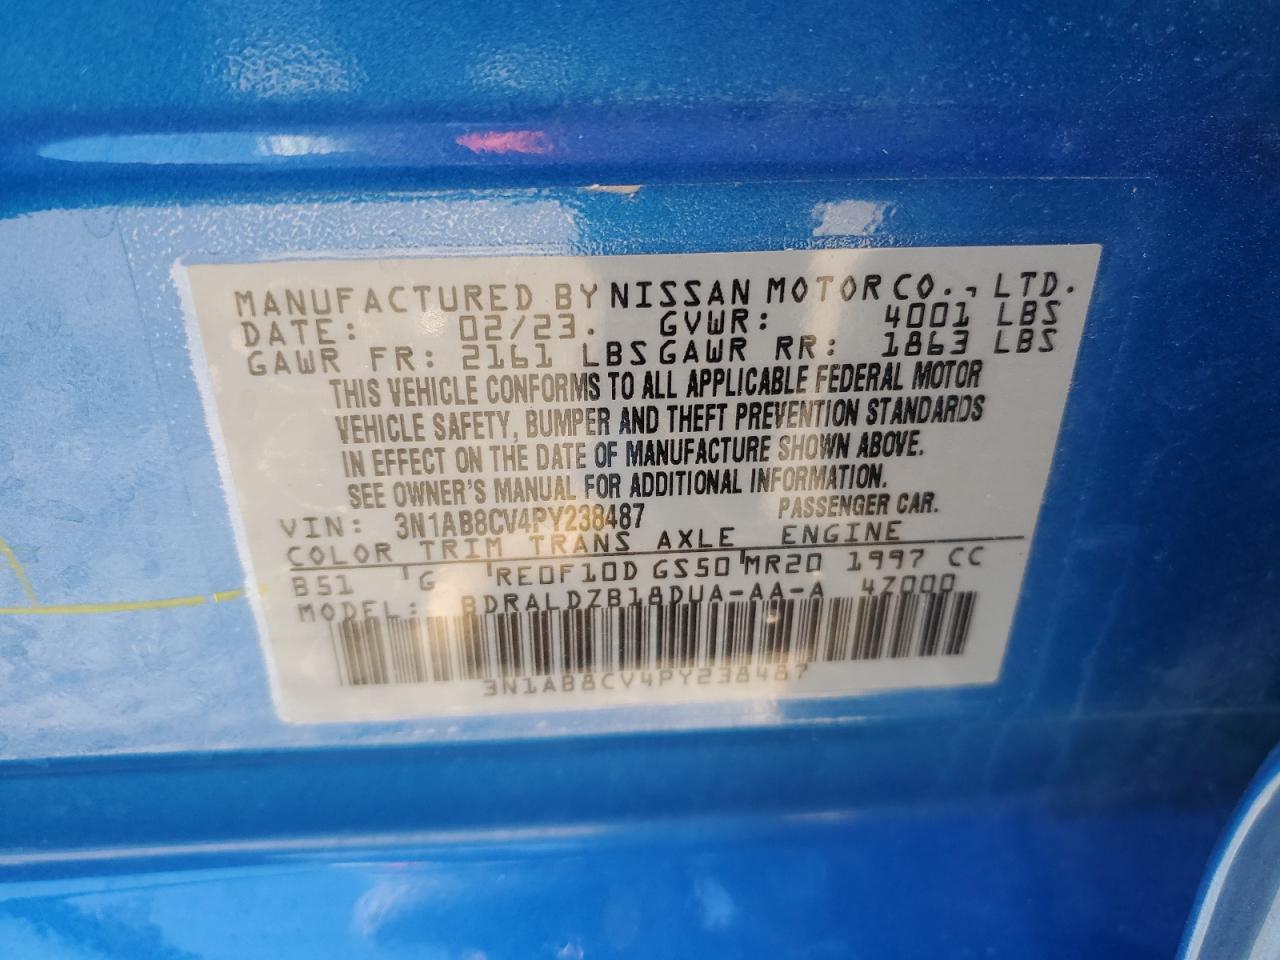 MANUFACTURED BY NISSAN MOTOR CO., LTD.
DATE: 02/23. GVWR: 4001 LBS
GAWR FR: 2161 LBS GAWR RR: 1863 LBS
THIS VEHICLE CONFORMS TO ALL APPLICABLE FEDERAL MOTOR
VEHICLE SAFETY, BUMPER AND THEFT PREVENTION STANDARDS
IN EFFECT ON THE DATE OF MANUFACTURE SHOWN ABOVE.
SEE OWNER'S MANUAL FOR ADDITIONAL INFORMATION.
VIN: 3N1AB8CV4PY238487 PASSENGER CAR.
COLOR TRIM TRANS AXLE ENGINE
B51 G RE0F10D GS50 MR20 1997 CC
MODEL: BDRALDZB18DUA-AA-A 4Z000
3N1AB8CV4PY238487